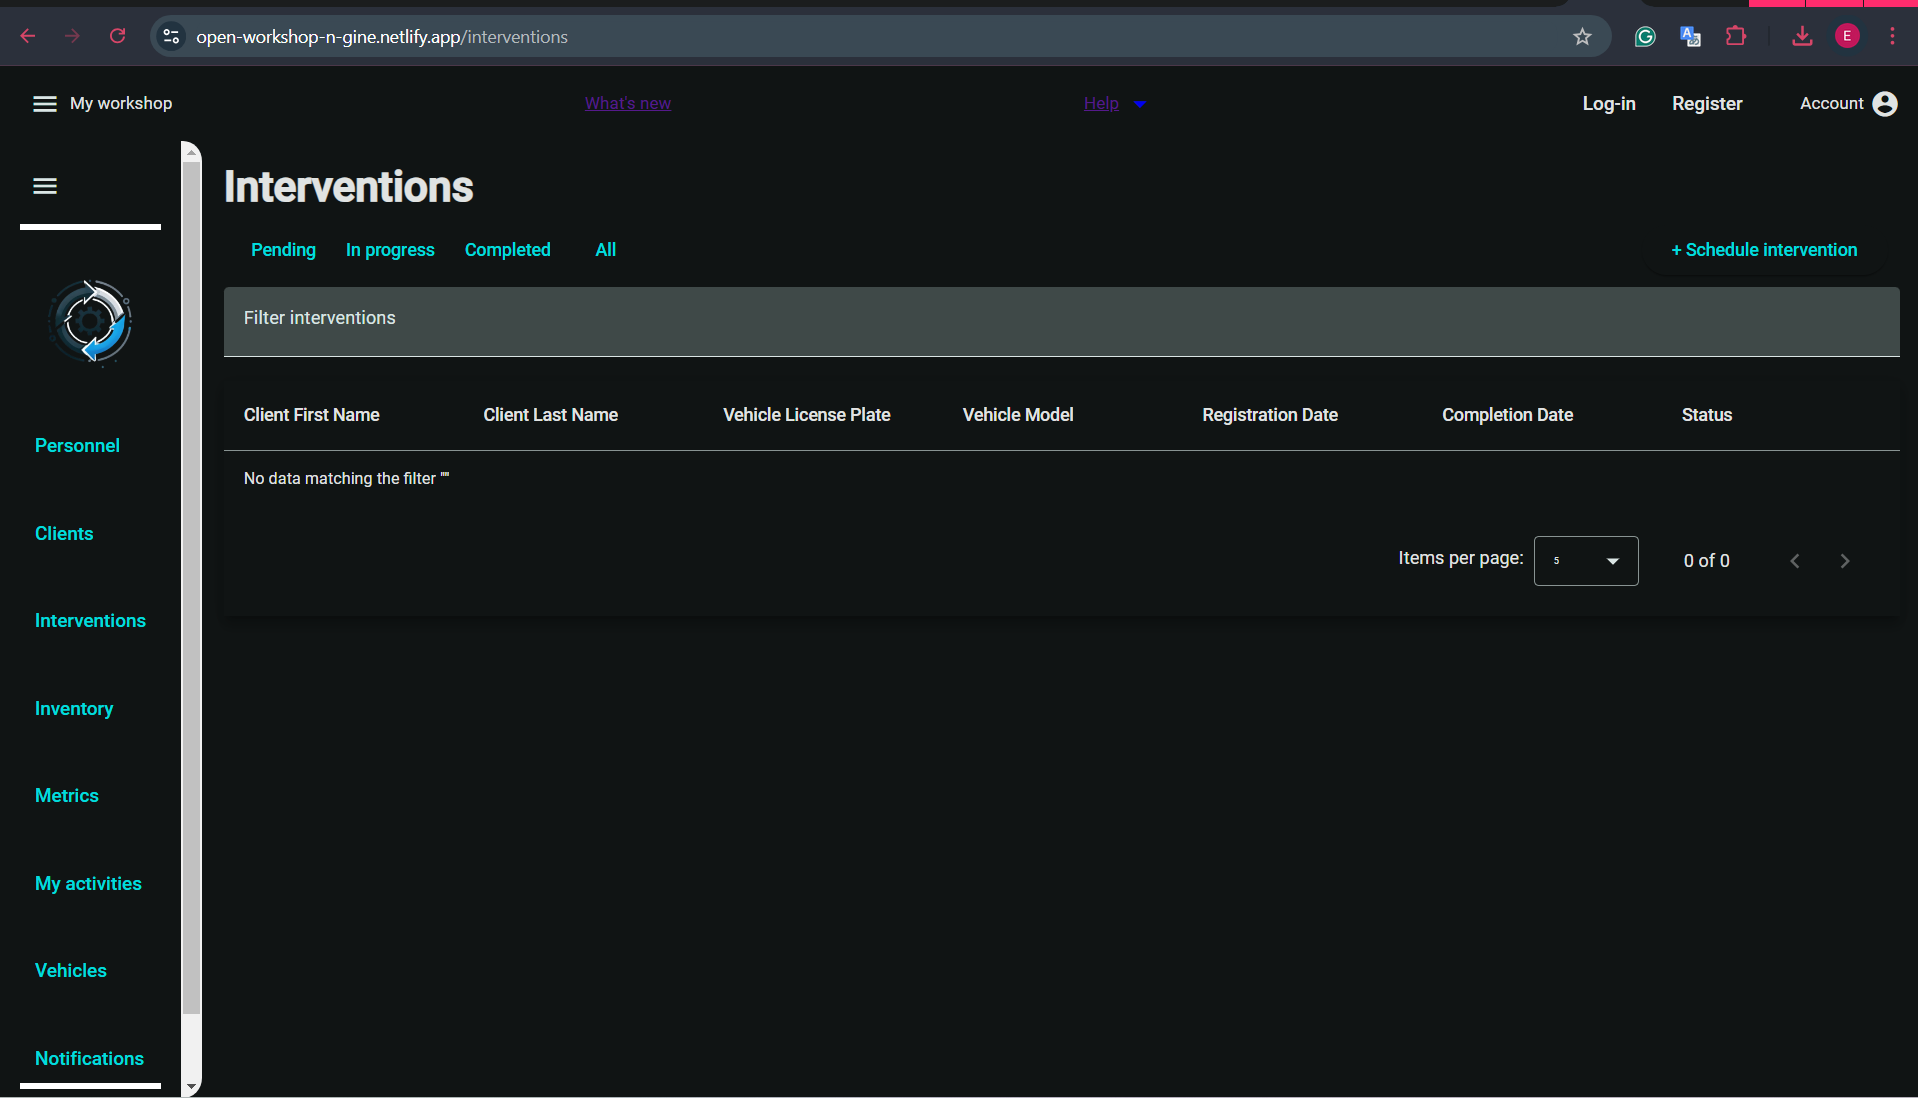 open-workshop-n-gine.netlify.app/interventions
E
My workshop
What's new
Help
Log-in
Register
Account
Interventions
Pending
In progress
Completed
All
+ Schedule intervention
Filter interventions
Client First Name
Client Last Name
Vehicle License Plate
Vehicle Model
Registration Date
Completion Date
Status
No data matching the filter ""
Items per page:
5
0 of 0
Personnel
Clients
Interventions
Inventory
Metrics
My activities
Vehicles
Notifications